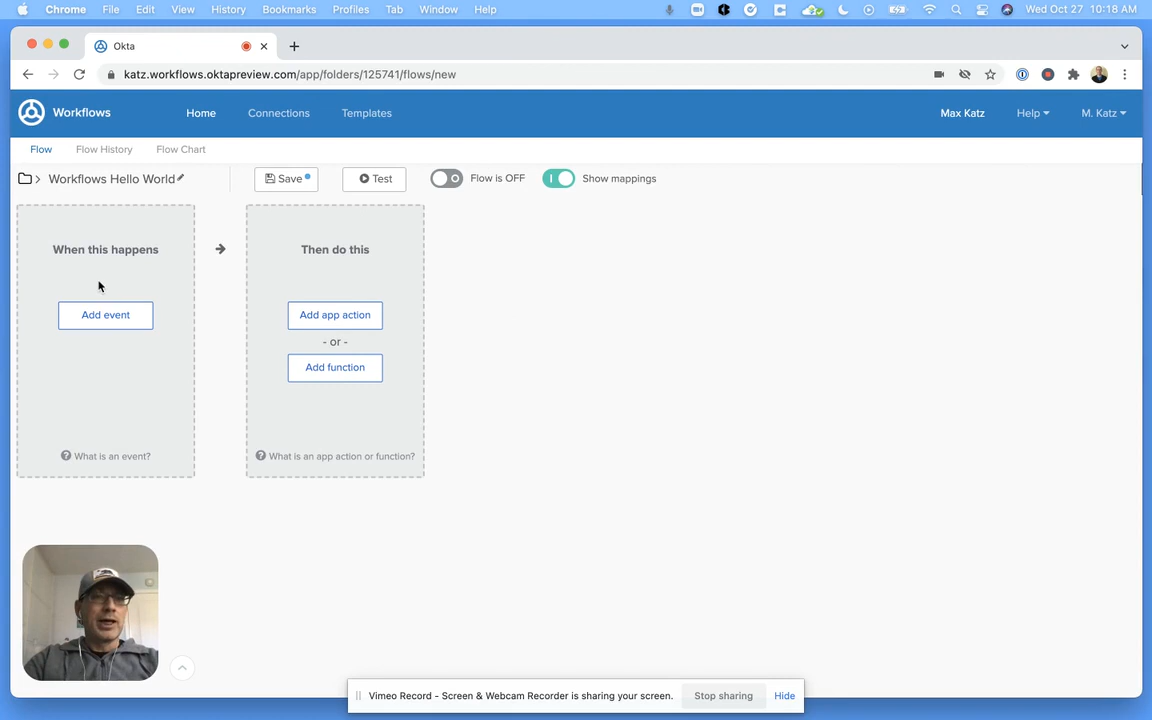 Chrome File Edit View History Bookmarks Profiles Tab Window Help Wed Oct 27 10:18 AM
Okta
katz.workflows.oktapreview.com/app/folders/125741/flows/new
Workflows Home Connections Templates Max Katz Help M. Katz
Flow Flow History Flow Chart
Workflows Hello World Save Test Flow is OFF Show mappings
When this happens Then do this
Add event Add app action
- or -
Add function
What is an event? What is an app action or function?
Vimeo Record - Screen & Webcam Recorder is sharing your screen. Stop sharing Hide